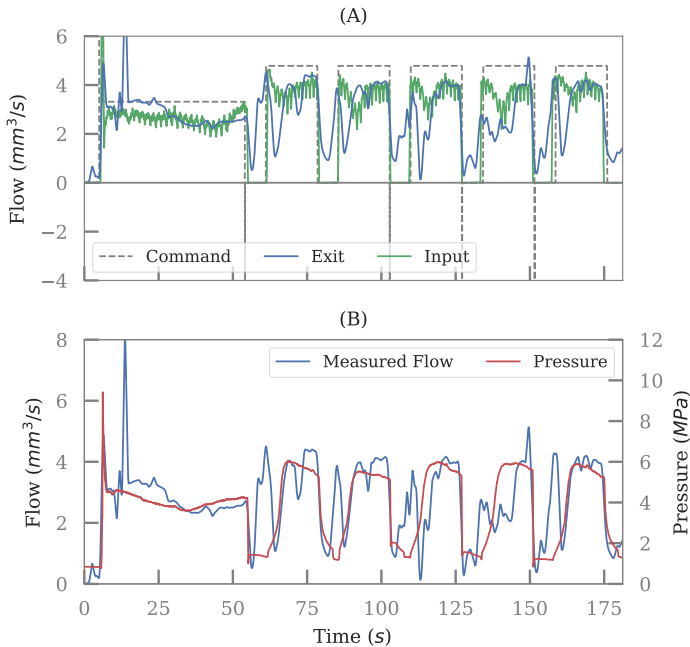 (A)
6
4
2
0
−2
−4
Flow (mm³/s)
Command
Exit
Input
(B)
8
6
4
2
0
Flow (mm³/s)
Measured Flow
Pressure
12
10
8
6
4
2
0
Pressure (MPa)
0 25 50 75 100 125 150 175
Time (s)